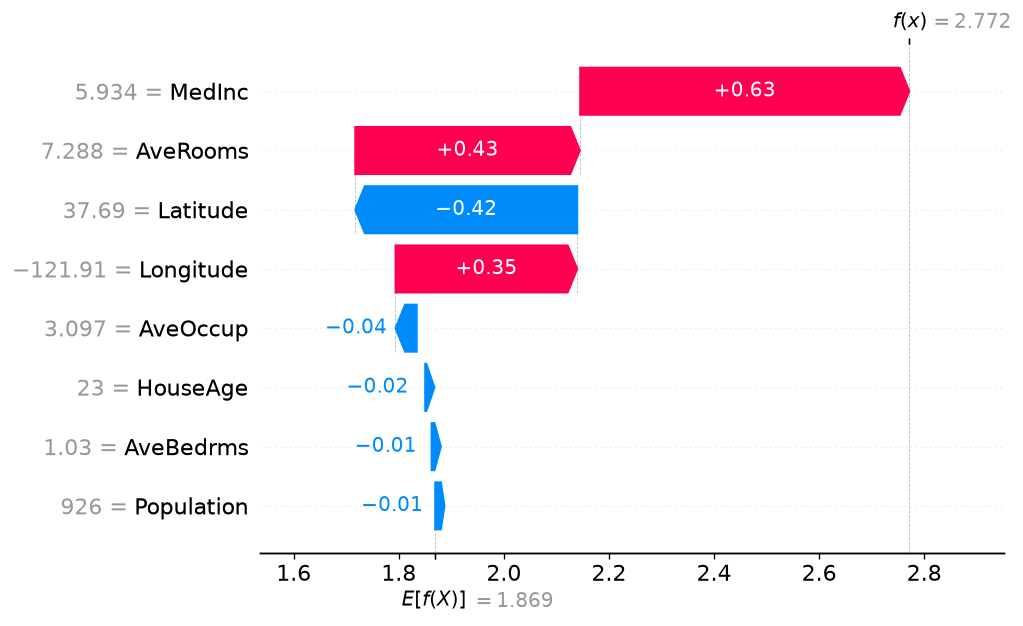 f(x) = 2.772
5.934 = MedInc +0.63
7.288 = AveRooms +0.43
37.69 = Latitude −0.42
−121.91 = Longitude +0.35
3.097 = AveOccup −0.04
23 = HouseAge −0.02
1.03 = AveBedrms −0.01
926 = Population −0.01
1.6 1.8 2.0 2.2 2.4 2.6 2.8
E[f(X)] = 1.869